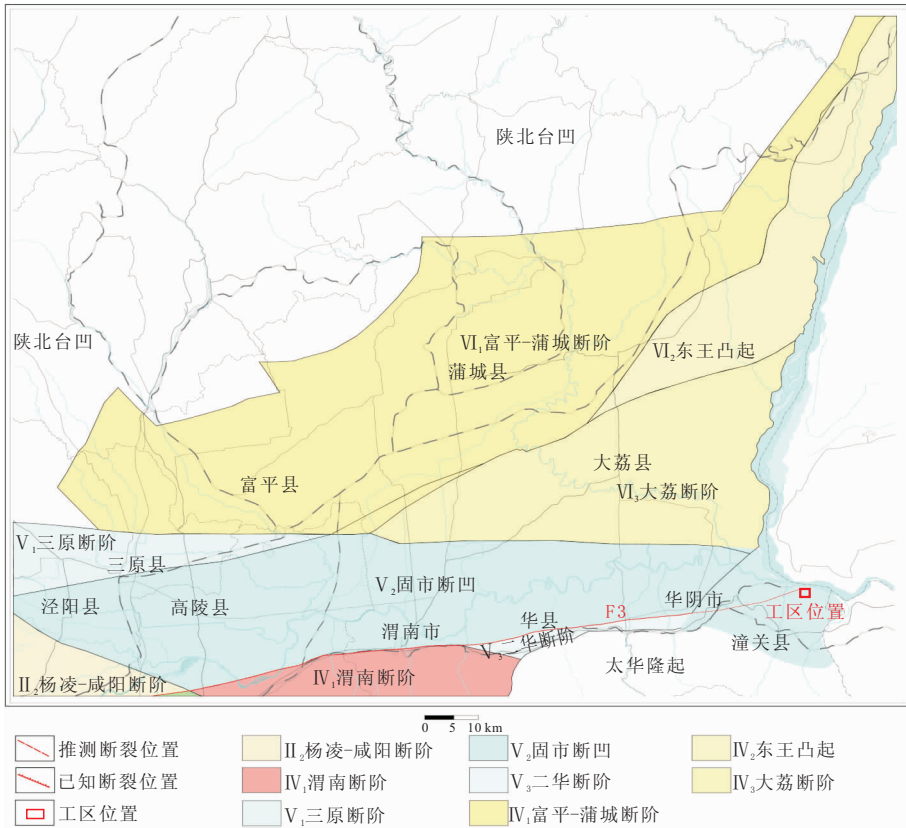 陕北台凹
陕北台凹
Ⅵ₁富平-蒲城断阶
蒲城县
Ⅵ₂东王凸起
大荔县
Ⅵ₃大荔断阶
富平县
Ⅴ₁三原断阶
三原县
Ⅴ₂固市断凹
泾阳县
高陵县
渭南市
华县
F3
华阴市
工区位置
潼关县
Ⅴ₃二华断阶
太华隆起
Ⅱ₂杨凌-咸阳断阶
Ⅳ₁渭南断阶
0 5 10 km
推测断裂位置
Ⅱ₂杨凌-咸阳断阶
Ⅴ₂固市断凹
Ⅳ₂东王凸起
已知断裂位置
Ⅳ₁渭南断阶
Ⅴ₃二华断阶
Ⅳ₃大荔断阶
工区位置
Ⅴ₁三原断阶
Ⅳ₁富平-蒲城断阶